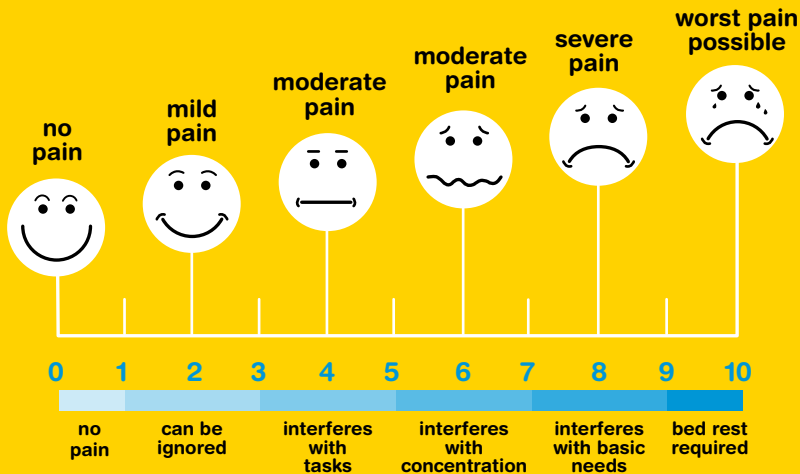 no
pain
mild
pain
moderate
pain
moderate
pain
severe
pain
worst pain
possible
0 1 2 3 4 5 6 7 8 9 10
no
pain
can be
ignored
interferes
with
tasks
interferes
with
concentration
interferes
with basic
needs
bed rest
required